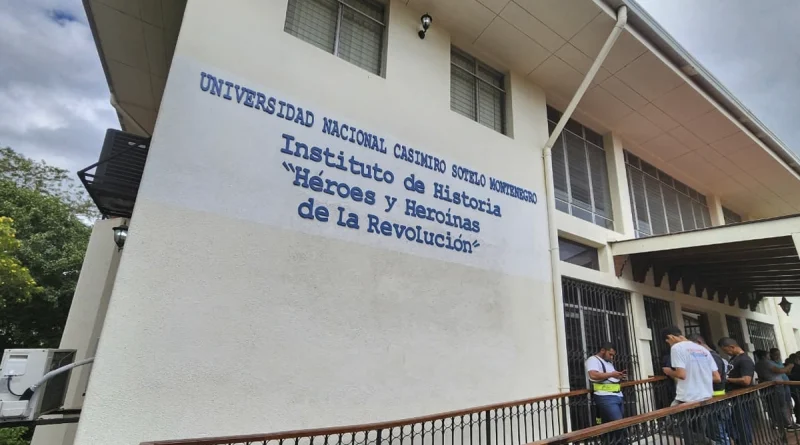 UNIVERSIDAD NACIONAL CASIMIRO SOTELO MONTENEGRO
Instituto de Historia
"Héroes y Heroínas
de la Revolución"